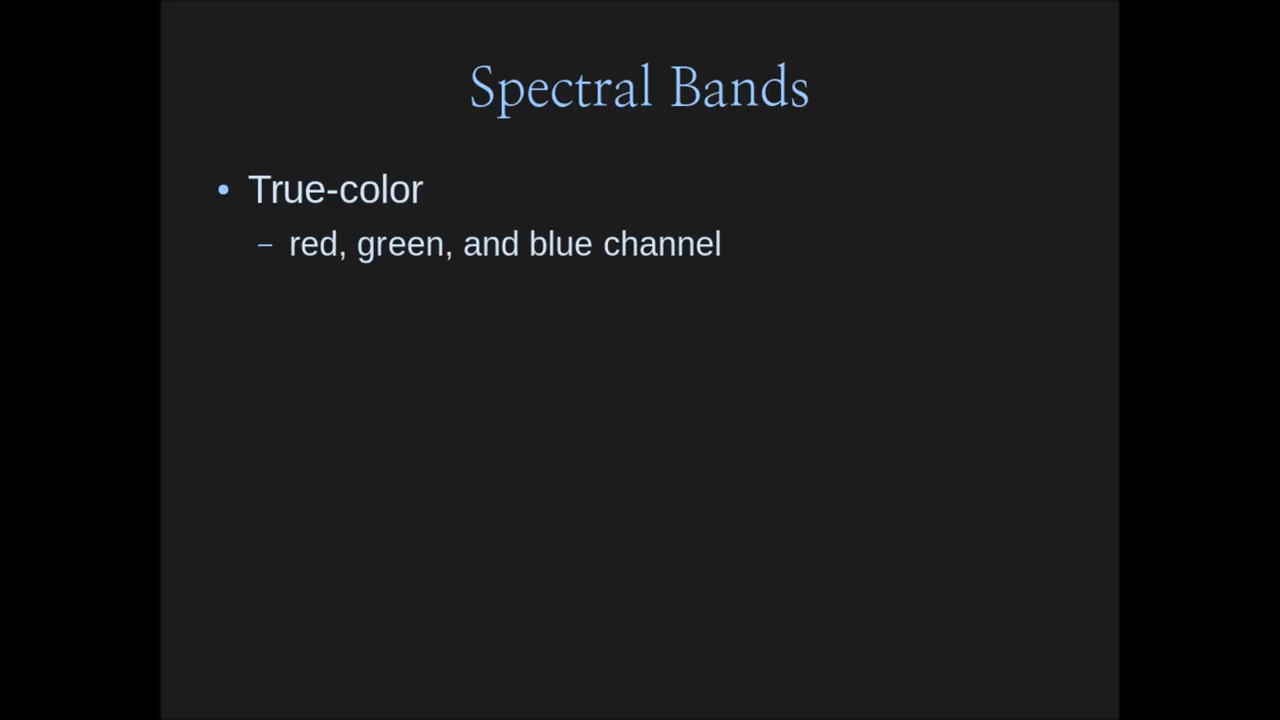 Spectral Bands
• True-color
– red, green, and blue channel